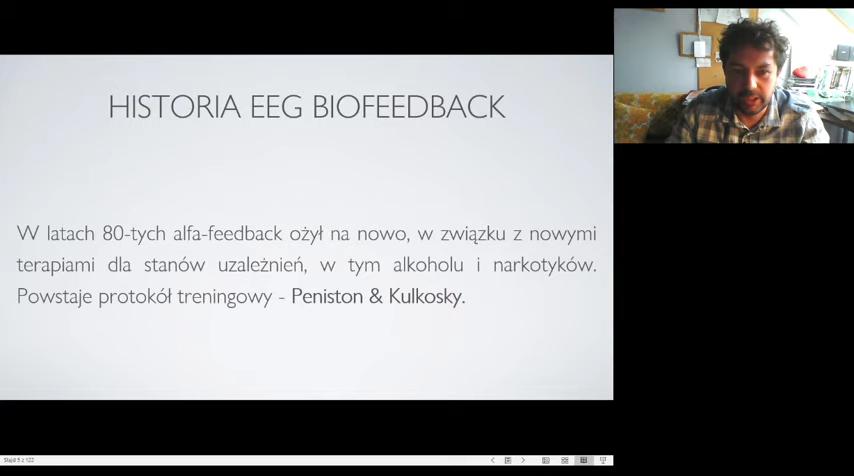 HISTORIA EEG BIOFEEDBACK
W latach 80-tych alfa-feedback ożył na nowo, w związku z nowymi
terapiami dla stanów uzależnień, w tym alkoholu i narkotyków.
Powstaje protokół treningowy - Peniston & Kulkosky.
Slajd 5 z 122